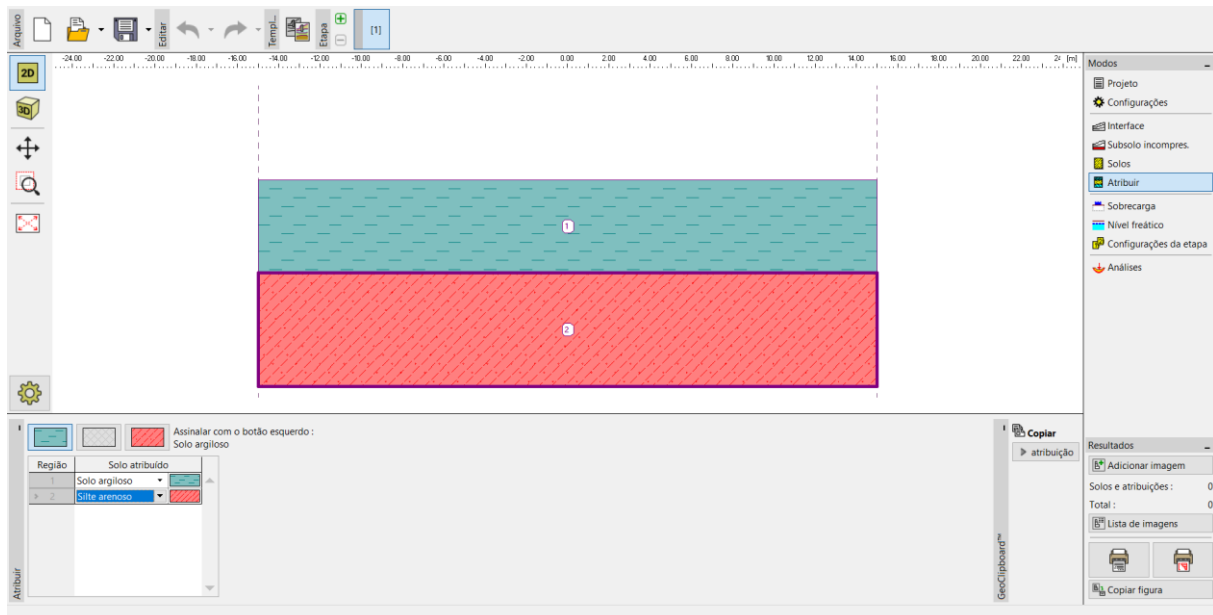 Arquivo
Editar
Templ...
Etapa
[1]
-24.00 -22.00 -20.00 -18.00 -16.00 -14.00 -12.00 -10.00 -8.00 -6.00 -4.00 -2.00 0.00 2.00 4.00 6.00 8.00 10.00 12.00 14.00 16.00 18.00 20.00 22.00 24 [m]
2D
3D
1
2
Modos
Projeto
Configurações
Interface
Subsolo incompres.
Solos
Atribuir
Sobrecarga
Nível freático
Configurações da etapa
Análises
Assinalar com o botão esquerdo :
Solo argiloso
Região Solo atribuído
1 Solo argiloso
2 Silte arenoso
Atribuir
GeoClipboard™
Copiar
atribuição
Resultados
Adicionar imagem
Solos e atribuições : 0
Total : 0
Lista de imagens
Copiar figura